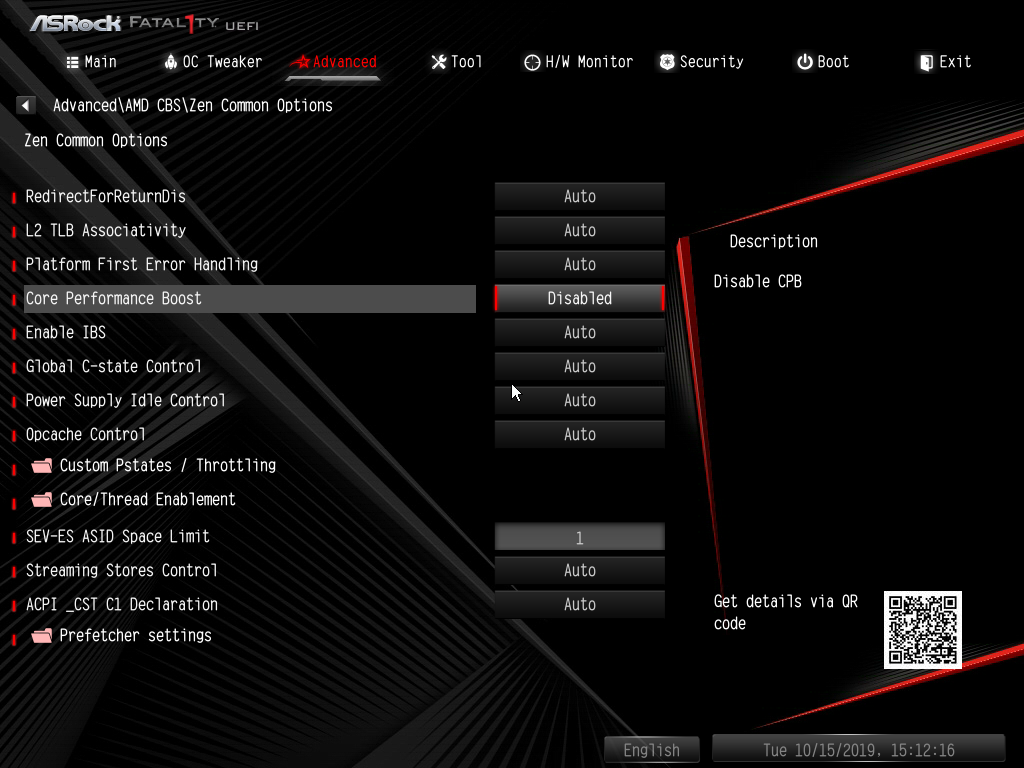 ASRock FATAL1TY UEFI
Main OC Tweaker Advanced Tool H/W Monitor Security Boot Exit
Advanced\AMD CBS\Zen Common Options
Zen Common Options
RedirectForReturnDis Auto
L2 TLB Associativity Auto
Platform First Error Handling Auto
Core Performance Boost Disabled
Enable IBS Auto
Global C-state Control Auto
Power Supply Idle Control Auto
Opcache Control Auto
Custom Pstates / Throttling
Core/Thread Enablement
SEV-ES ASID Space Limit 1
Streaming Stores Control Auto
ACPI _CST C1 Declaration Auto
Prefetcher settings
Description
Disable CPB
Get details via QR
code
English Tue 10/15/2019, 15:12:16